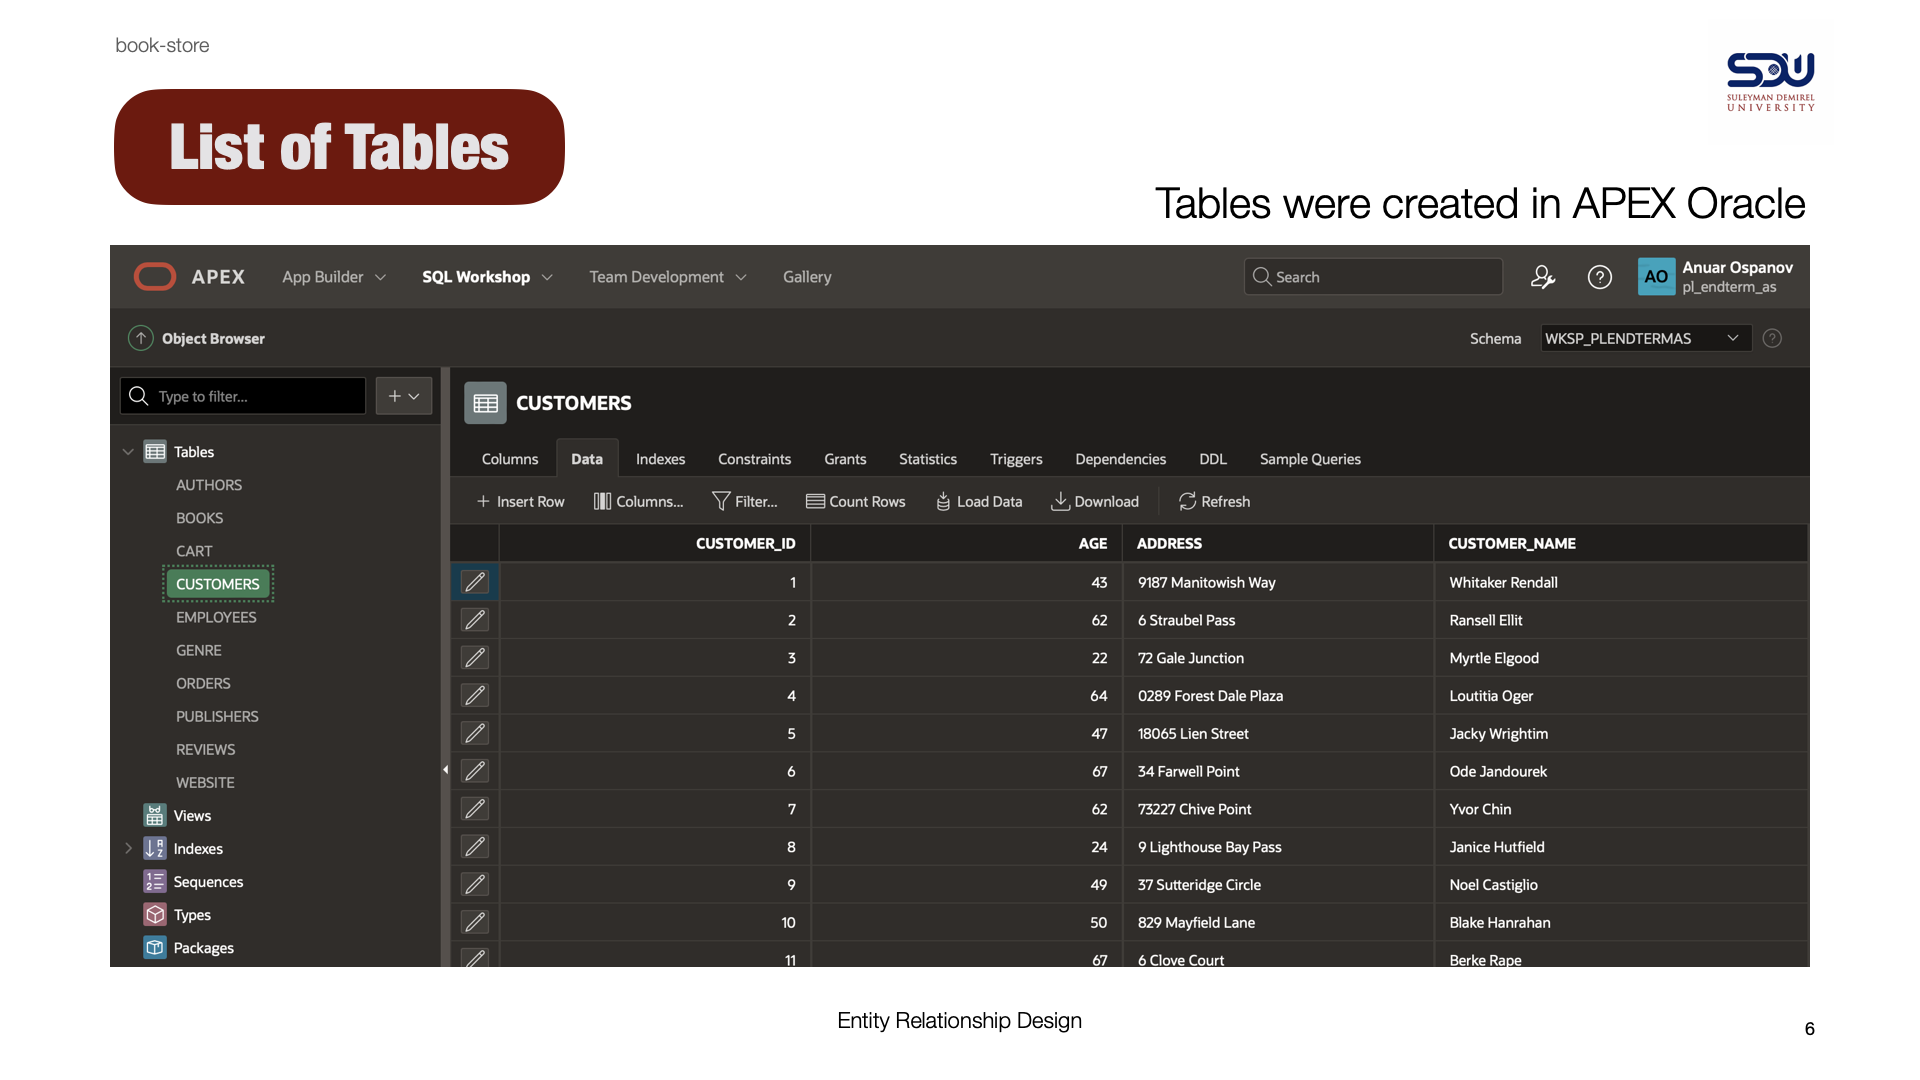 book-store
SDU
SULEYMAN DEMIREL
UNIVERSITY
List of Tables
Tables were created in APEX Oracle
APEX App Builder SQL Workshop Team Development Gallery Search AO Anuar Ospanov
pl_endterm_as
Object Browser Schema WKSP_PLENDTERMAS
Type to filter...
Tables
AUTHORS
BOOKS
CART
CUSTOMERS
EMPLOYEES
GENRE
ORDERS
PUBLISHERS
REVIEWS
WEBSITE
Views
Indexes
Sequences
Types
Packages
CUSTOMERS
Columns Data Indexes Constraints Grants Statistics Triggers Dependencies DDL Sample Queries
Insert Row Columns... Filter... Count Rows Load Data Download Refresh
CUSTOMER_ID AGE ADDRESS CUSTOMER_NAME
1 43 9187 Manitowish Way Whitaker Rendall
2 62 6 Straubel Pass Ransell Ellit
3 22 72 Gale Junction Myrtle Elgood
4 64 0289 Forest Dale Plaza Loutitia Oger
5 47 18065 Lien Street Jacky Wrightim
6 67 34 Farwell Point Ode Jandourek
7 62 73227 Chive Point Yvor Chin
8 24 9 Lighthouse Bay Pass Janice Hutfield
9 49 37 Sutteridge Circle Noel Castiglio
10 50 829 Mayfield Lane Blake Hanrahan
11 67 6 Clove Court Berke Rape
Entity Relationship Design
6